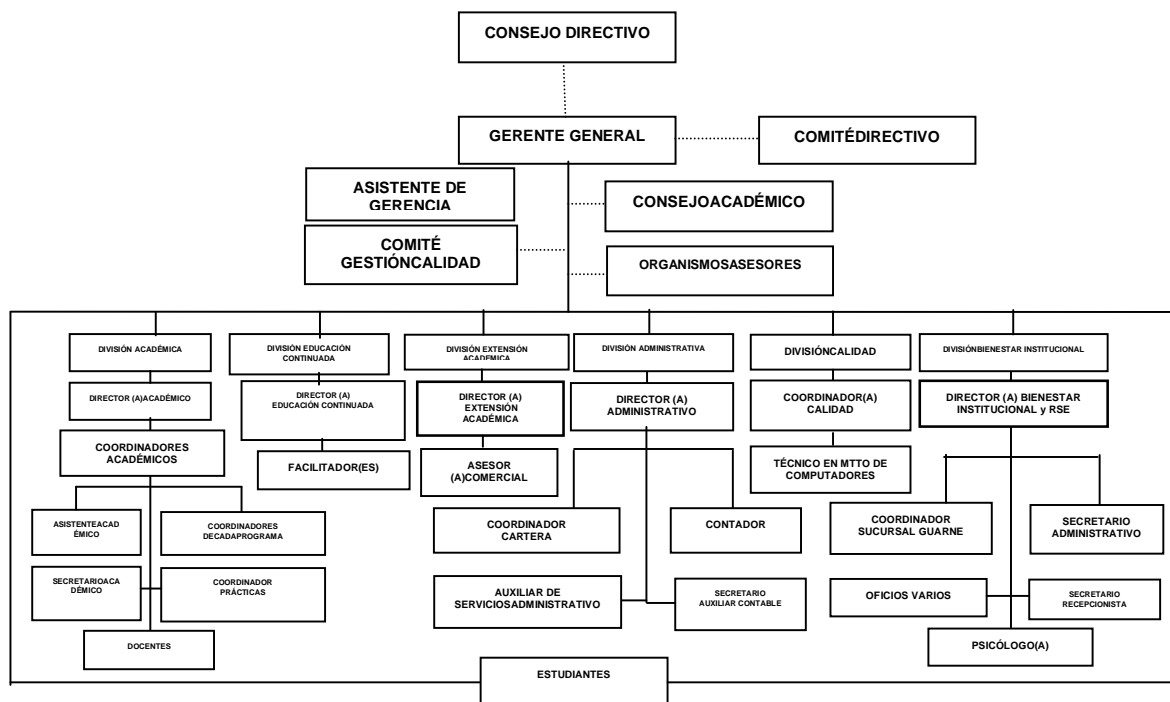 CONSEJO DIRECTIVO
GERENTE GENERAL
COMITÉDIRECTIVO
ASISTENTE DE
GERENCIA
CONSEJOACADÉMICO
COMITÉ
GESTIÓNCALIDAD
ORGANISMOSASESORES
DIVISIÓN ACADÉMICA
DIVISIÓN EDUCACIÓN
CONTINUADA
DIVISIÓN EXTENSIÓN
ACADEMICA
DIVISIÓN ADMINISTRATIVA
DIVISIÓNCALIDAD
DIVISIÓNBIENESTAR INSTITUCIONAL
DIRECTOR (A)ACADÉMICO
DIRECTOR (A)
EDUCACIÓN CONTINUADA
DIRECTOR (A)
EXTENSIÓN
ACADÉMICA
DIRECTOR (A)
ADMINISTRATIVO
COORDINADOR(A)
CALIDAD
DIRECTOR (A) BIENESTAR
INSTITUCIONAL y RSE
COORDINADORES
ACADÉMICOS
FACILITADOR(ES)
ASESOR
(A)COMERCIAL
TÉCNICO EN MTTO DE
COMPUTADORES
ASISTENTEACAD
ÉMICO
COORDINADORES
DECADAPROGRAMA
COORDINADOR
CARTERA
CONTADOR
COORDINADOR
SUCURSAL GUARNE
SECRETARIO
ADMINISTRATIVO
SECRETARIOACA
DÉMICO
COORDINADOR
PRÁCTICAS
AUXILIAR DE
SERVICIOSADMINISTRATIVO
SECRETARIO
AUXILIAR CONTABLE
OFICIOS VARIOS
SECRETARIO
RECEPCIONISTA
DOCENTES
PSICÓLOGO(A)
ESTUDIANTES